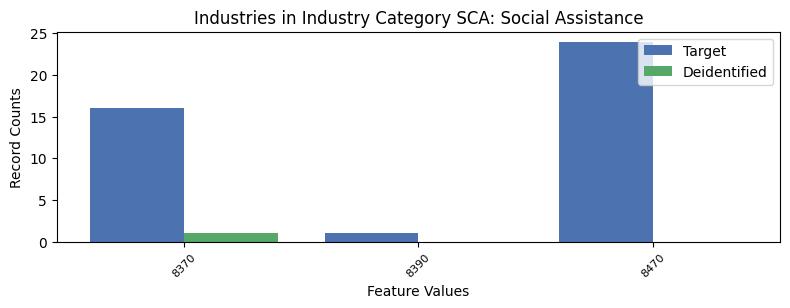 Industries in Industry Category SCA: Social Assistance
Record Counts
25
20
15
10
5
0
Target
Deidentified
8370
8390
8470
Feature Values